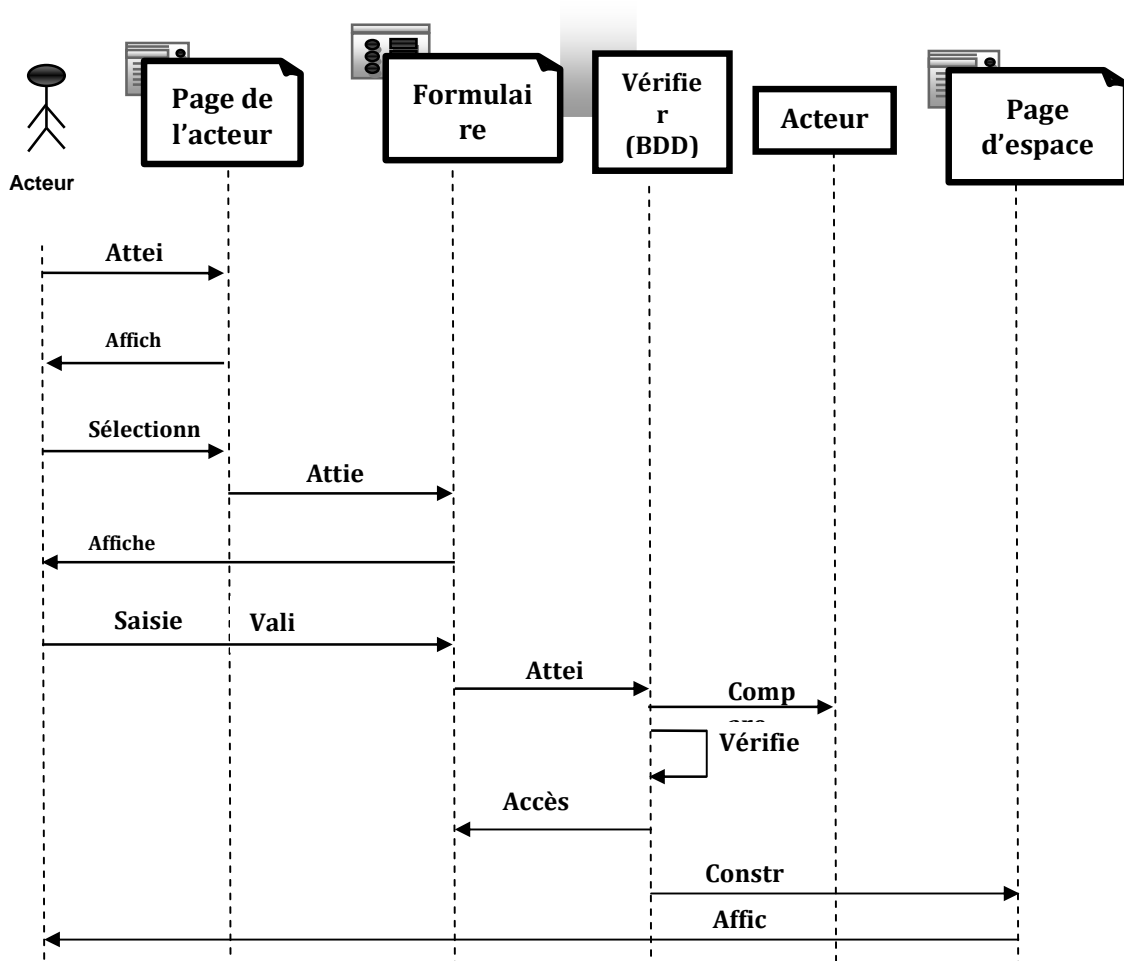 Page de
l'acteur
Formulai
re
Vérifie
r
(BDD)
Acteur
Page
d'espace
Acteur
Attei
Affich
Sélectionn
Attie
Affiche
Saisie Vali
Attei
Comp
Vérifie
Accès
Constr
Affic